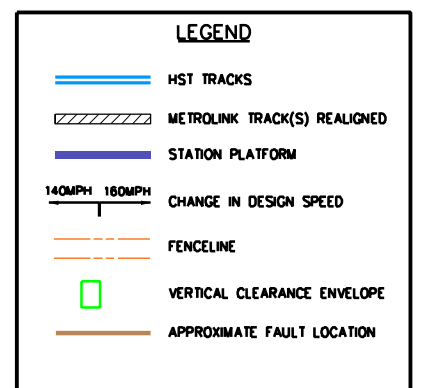 LEGEND
HST TRACKS
METROLINK TRACK(S) REALIGNED
STATION PLATFORM
140MPH 160MPH
CHANGE IN DESIGN SPEED
FENCELINE
VERTICAL CLEARANCE ENVELOPE
APPROXIMATE FAULT LOCATION